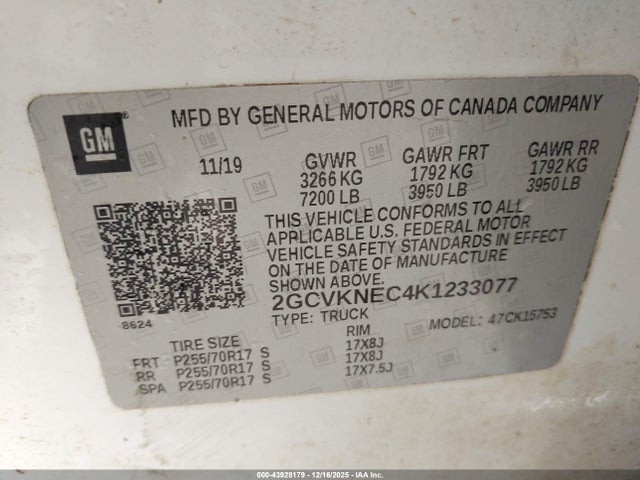 GM
MFD BY GENERAL MOTORS OF CANADA COMPANY
11/19 GVWR GAWR FRT GAWR RR
3266 KG 1792 KG 1792 KG
7200 LB 3950 LB 3950 LB
THIS VEHICLE CONFORMS TO ALL
APPLICABLE U.S. FEDERAL MOTOR
VEHICLE SAFETY STANDARDS IN EFFECT
ON THE DATE OF MANUFACTURE
SHOWN ABOVE.
2GCVKNEC4K1233077
8624 TYPE: TRUCK MODEL: 47CK15753
TIRE SIZE RIM
FRT P255/70R17 S 17X8J
RR P255/70R17 S 17X8J
SPA P255/70R17 S 17X7.5J
000-43928179 - 12/16/2025 - IAA Inc.